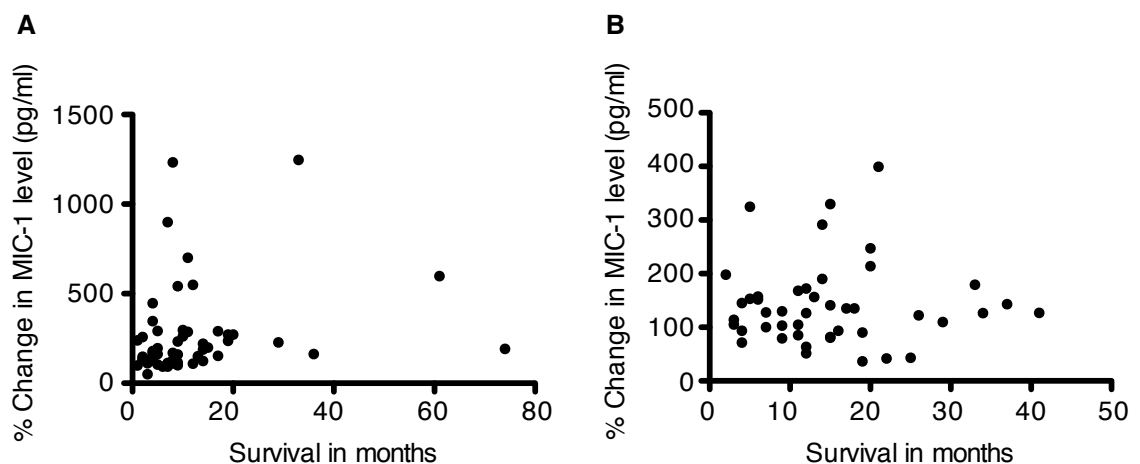 A
% Change in MIC-1 level (pg/ml)
1500
1000
500
0
0 20 40 60 80
Survival in months
B
% Change in MIC-1 level (pg/ml)
500
400
300
200
100
0
0 10 20 30 40 50
Survival in months